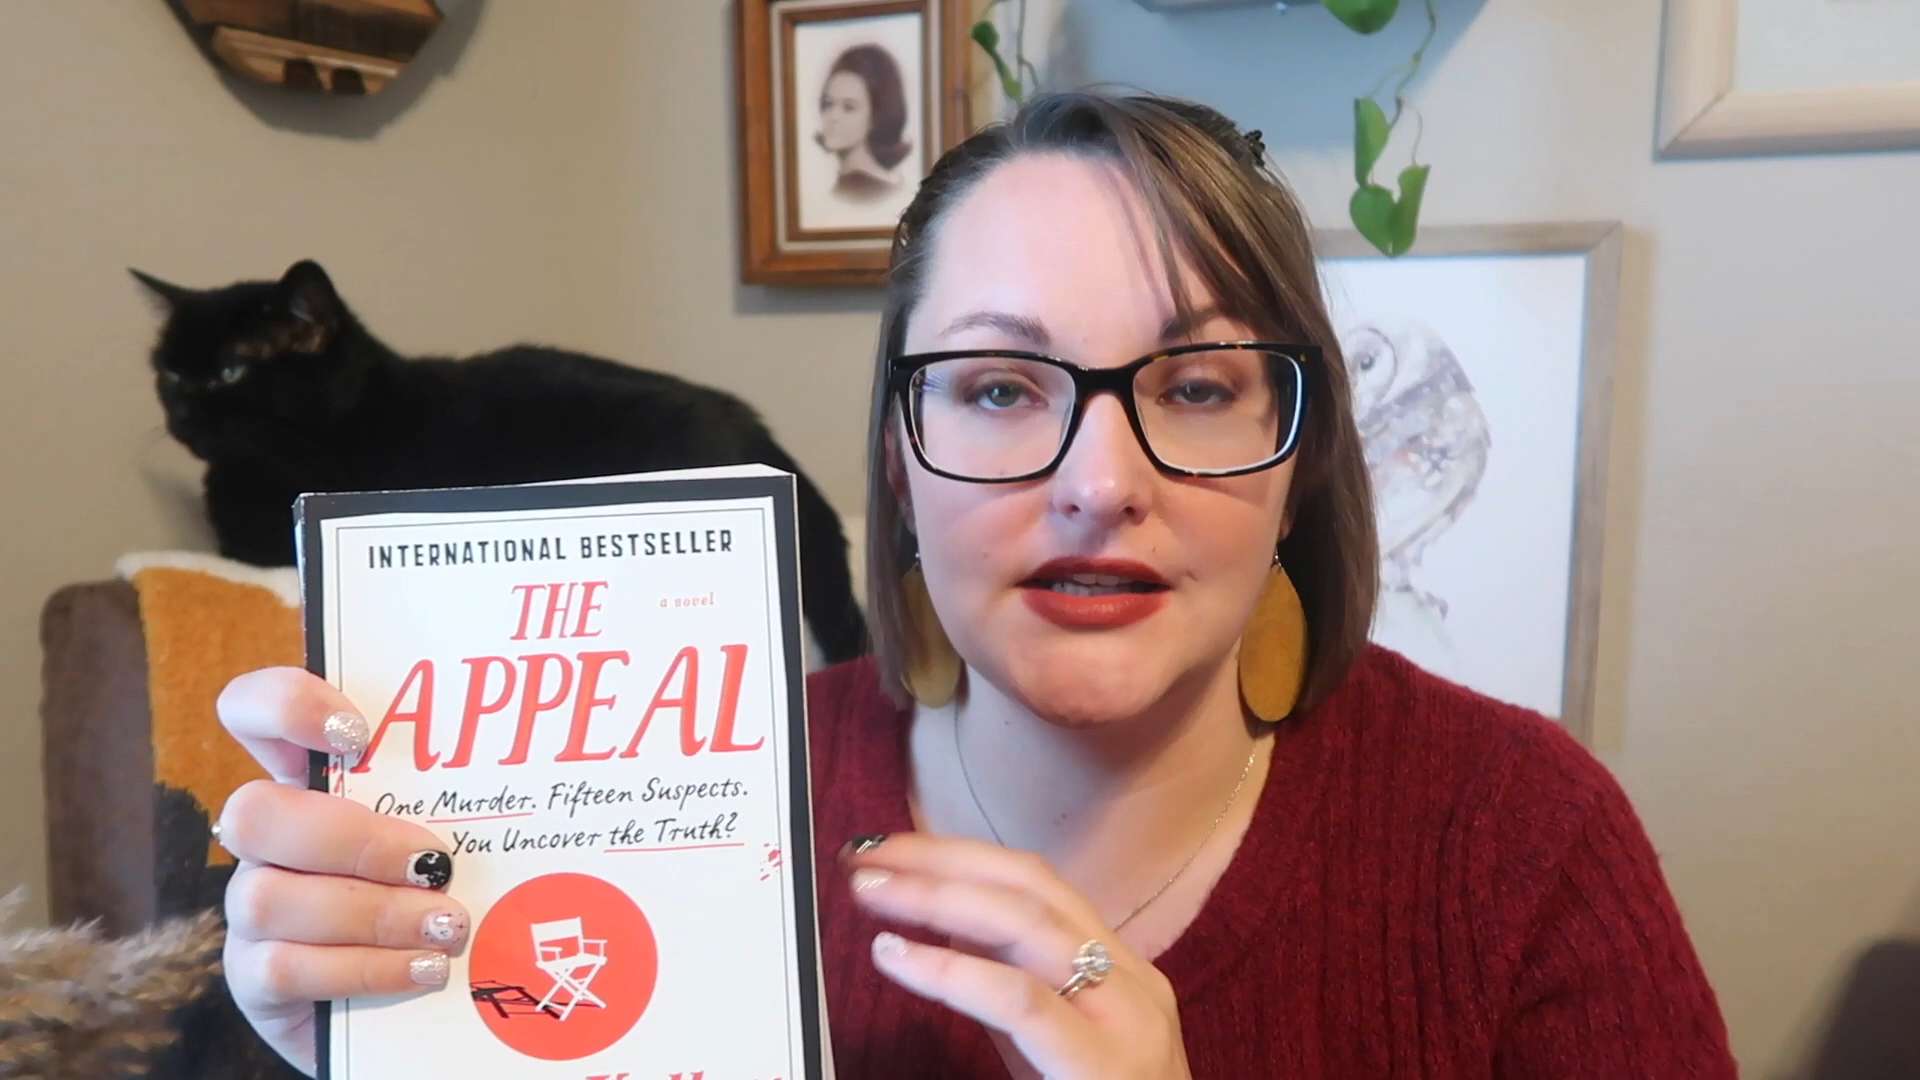 INTERNATIONAL BESTSELLER
THE
a novel
APPEAL
One Murder. Fifteen Suspects.
You Uncover the Truth?